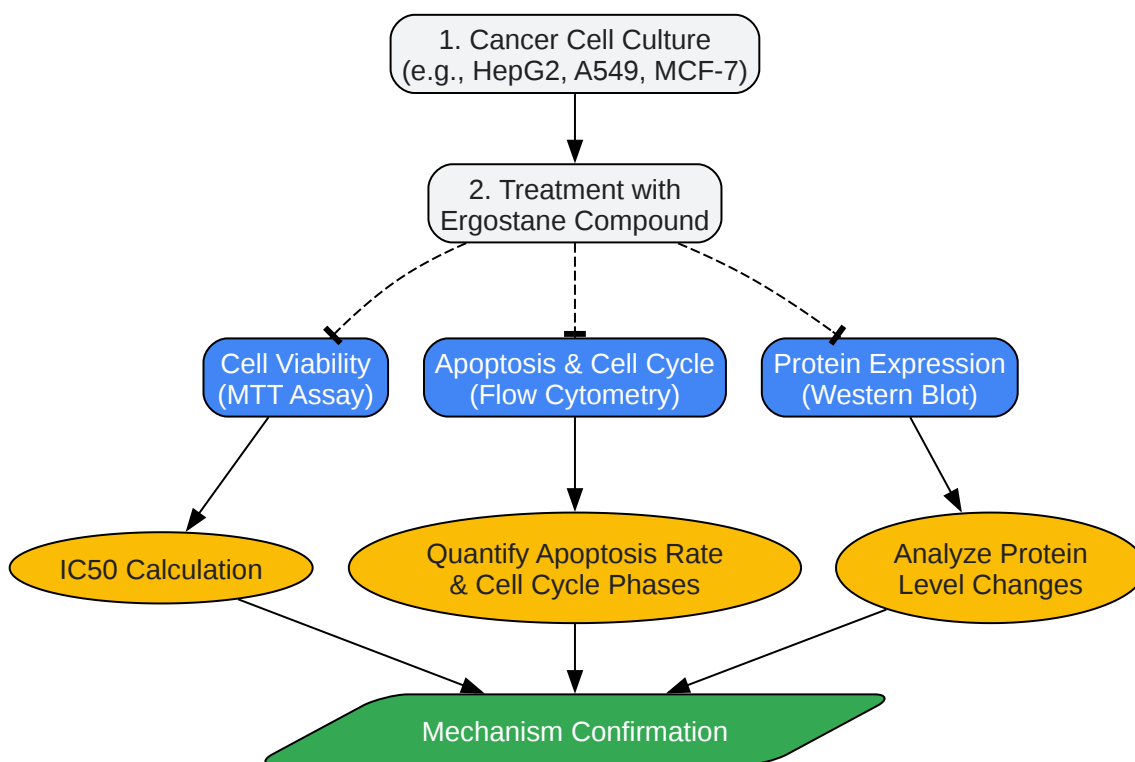 1. Cancer Cell Culture
(e.g., HepG2, A549, MCF-7)
2. Treatment with
Ergostane Compound
Cell Viability
(MTT Assay)
Apoptosis & Cell Cycle
(Flow Cytometry)
Protein Expression
(Western Blot)
IC50 Calculation
Quantify Apoptosis Rate
& Cell Cycle Phases
Analyze Protein
Level Changes
Mechanism Confirmation